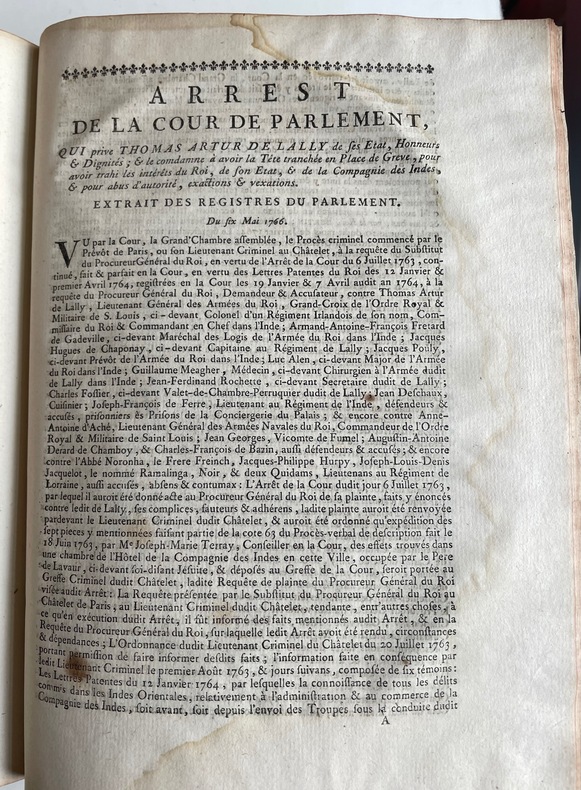 ARREST
DE LA COUR DE PARLEMENT,
QUI prive THOMAS ARTUR DE LALLY de ses Etat, Honneurs
& Dignités ; & le comdamne à avoir la Tête tranchée en Place de Greve, pour
avoir trahi les intérêts du Roi, de son Etat, & de la Compagnie des Indes,
& pour abus d'autorité, exactions & vexations.
EXTRAIT DES REGISTRES DU PARLEMENT.
Du six Mai 1766.
VU par la Cour, la Grand'Chambre assemblée, le Procès criminel commencé par le
Prévôt de Paris, ou son Lieutenant Criminel au Châtelet, à la requête du Substitut
du Procureur Général du Roi, en vertu de l'Arrêt de la Cour du 6 Juillet 1763, con-
tinué, fait & parfait en la Cour, en vertu des Lettres Patentes du Roi des 12 Janvier &
premier Avril 1764, registrées en la Cour les 19 Janvier & 7 Avril audit an 1764, à la
requête du Procureur Général du Roi, Demandeur & Accusateur, contre Thomas Artur
de Lally, Lieutenant Général des Armées du Roi, Grand-Croix de l'Ordre Royal &
Militaire de S. Louis, ci-devant Colonel d'un Régiment Irlandois de son nom, Com-
missaire du Roi & Commandant en Chef dans l'Inde ; Armand-Antoine-François Fretard
de Gadeville, ci-devant Maréchal des Logis de l'Armée du Roi dans l'Inde ; Jacques
Hugues de Chaponay, ci-devant Capitaine au Régiment de Lally ; Jacques Pouly,
ci-devant Prévôt de l'Armée du Roi dans l'Inde ; Luc Alen, ci-devant Major de l'Armée
du Roi dans l'Inde ; Guillaume Meagher, Médecin, ci-devant Chirurgien à l'Armée dudit
de Lally dans l'Inde ; Jean-Ferdinand Rochette, ci-devant Secretaire dudit de Lally ;
Charles Fossier, ci-devant Valet-de-Chambre-Perruquier dudit de Lally ; Jean Deschaux,
Cuisinier ; Joseph-François de Ferre, Lieutenant au Régiment de l'Inde, défendeurs &
accusés, prisonniers ès Prisons de la Conciergerie du Palais ; & encore contre Anne-
Antoine d'Aché, Lieutenant Général des Armées Navales du Roi, Commandeur de l'Ordre
Royal & Militaire de Saint Louis ; Jean Georges, Vicomte de Fumel ; Augustin-Antoine
Derard de Chamboy, & Charles-François de Bazin, aussi défendeurs & accusés ; & encore
contre l'Abbé Noronha, le Frere Freinch, Jacques-Philippe Hurpy, Joseph-Louis-Denis
Jacquelot, le nommé Ramalinga, Noir, & deux Quidans, Lieutenans au Régiment de
Lorraine, aussi accusés, absens & contumax : L'Arrêt de la Cour dudit jour 6 Juillet 1763,
par lequel il auroit été donné acte au Procureur Général du Roi de sa plainte, faits y énoncés
contre ledit de Lally, ses complices, fauteurs & adhérens, ladite plainte auroit été renvoyée
pardevant le Lieutenant Criminel dudit Châtelet, & auroit été ordonné qu'expédition des
sept pieces y mentionnées faisant partie de la cote 63 du Procès-verbal de description fait le
18 Juin 1763, par Me Joseph-Marie Terray, Conseiller en la Cour, des effets trouvés dans
une chambre de l'Hôtel de la Compagnie des Indes en cette Ville, occupée par le Pere
de Lavaur, ci-devant soi-disant Jésuite, & déposés au Greffe de la Cour, seroit portée au
Greffe Criminel dudit Châtelet, ladite Requête de plainte du Procureur Général du Roi
visée audit Arrêt : La Requête présentée par le Substitut du Procureur Général du Roi au
Châtelet de Paris, au Lieutenant Criminel dudit Châtelet, tendante, entr'autres choses, à
ce qu'en exécution dudit Arrêt, il fût informé des faits mentionnés audit Arrêt, & en la
Requête du Procureur Général du Roi, sur laquelle ledit Arrêt avoit été rendu, circonstances
& dépendances ; L'Ordonnance dudit Lieutenant Criminel du Châtelet du 20 Juillet 1763,
portant permission de faire informer desdits faits ; l'information faite en conséquence par
ledit Lieutenant Criminel le premier Août 1763, & jours suivans, composée de six témoins :
Les Lettres Patentes du 12 Janvier 1764, par lesquelles la connoissance de tous les délits
commis dans les Indes Orientales, relativement à l'administration & au commerce de la
Compagnie des Indes, soit avant, soit depuis l'envoi des Troupes sous la conduite dudit
A